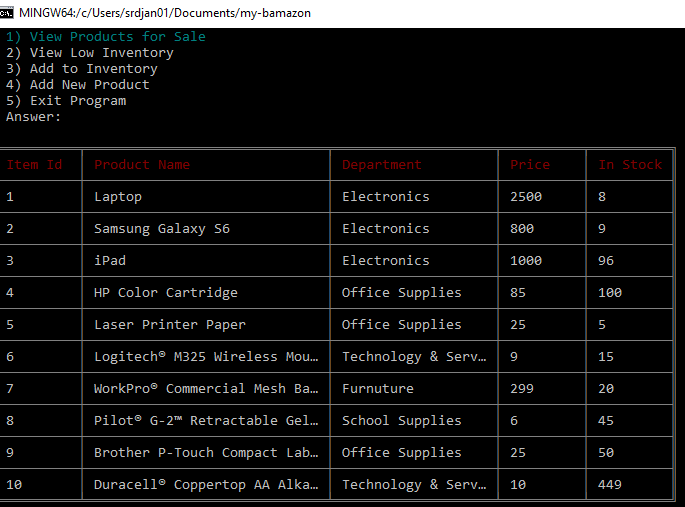 MINGW64:/c/Users/srdjan01/Documents/my-bamazon
1) View Products for Sale
2) View Low Inventory
3) Add to Inventory
4) Add New Product
5) Exit Program
Answer:
Item Id Product Name Department Price In Stock
1 Laptop Electronics 2500 8
2 Samsung Galaxy S6 Electronics 800 9
3 iPad Electronics 1000 96
4 HP Color Cartridge Office Supplies 85 100
5 Laser Printer Paper Office Supplies 25 5
6 Logitech® M325 Wireless Mou… Technology & Serv… 9 15
7 WorkPro® Commercial Mesh Ba… Furnuture 299 20
8 Pilot® G-2™ Retractable Gel… School Supplies 6 45
9 Brother P-Touch Compact Lab… Office Supplies 25 50
10 Duracell® Coppertop AA Alka… Technology & Serv… 10 449